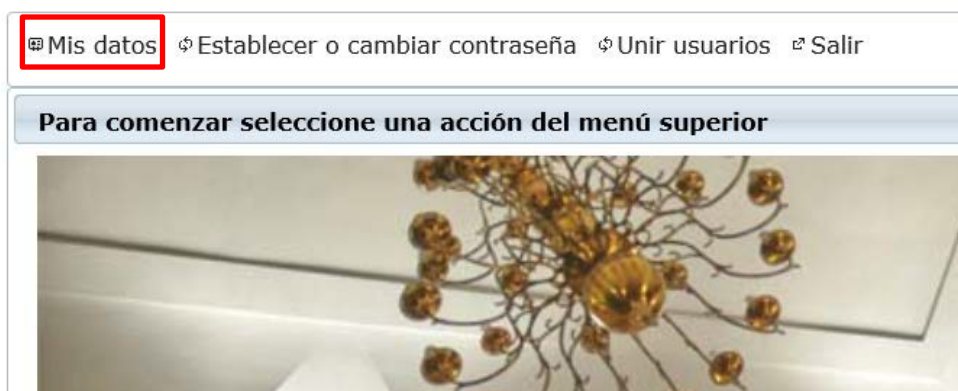 Mis datos Establecer o cambiar contraseña Unir usuarios Salir
Para comenzar seleccione una acción del menú superior